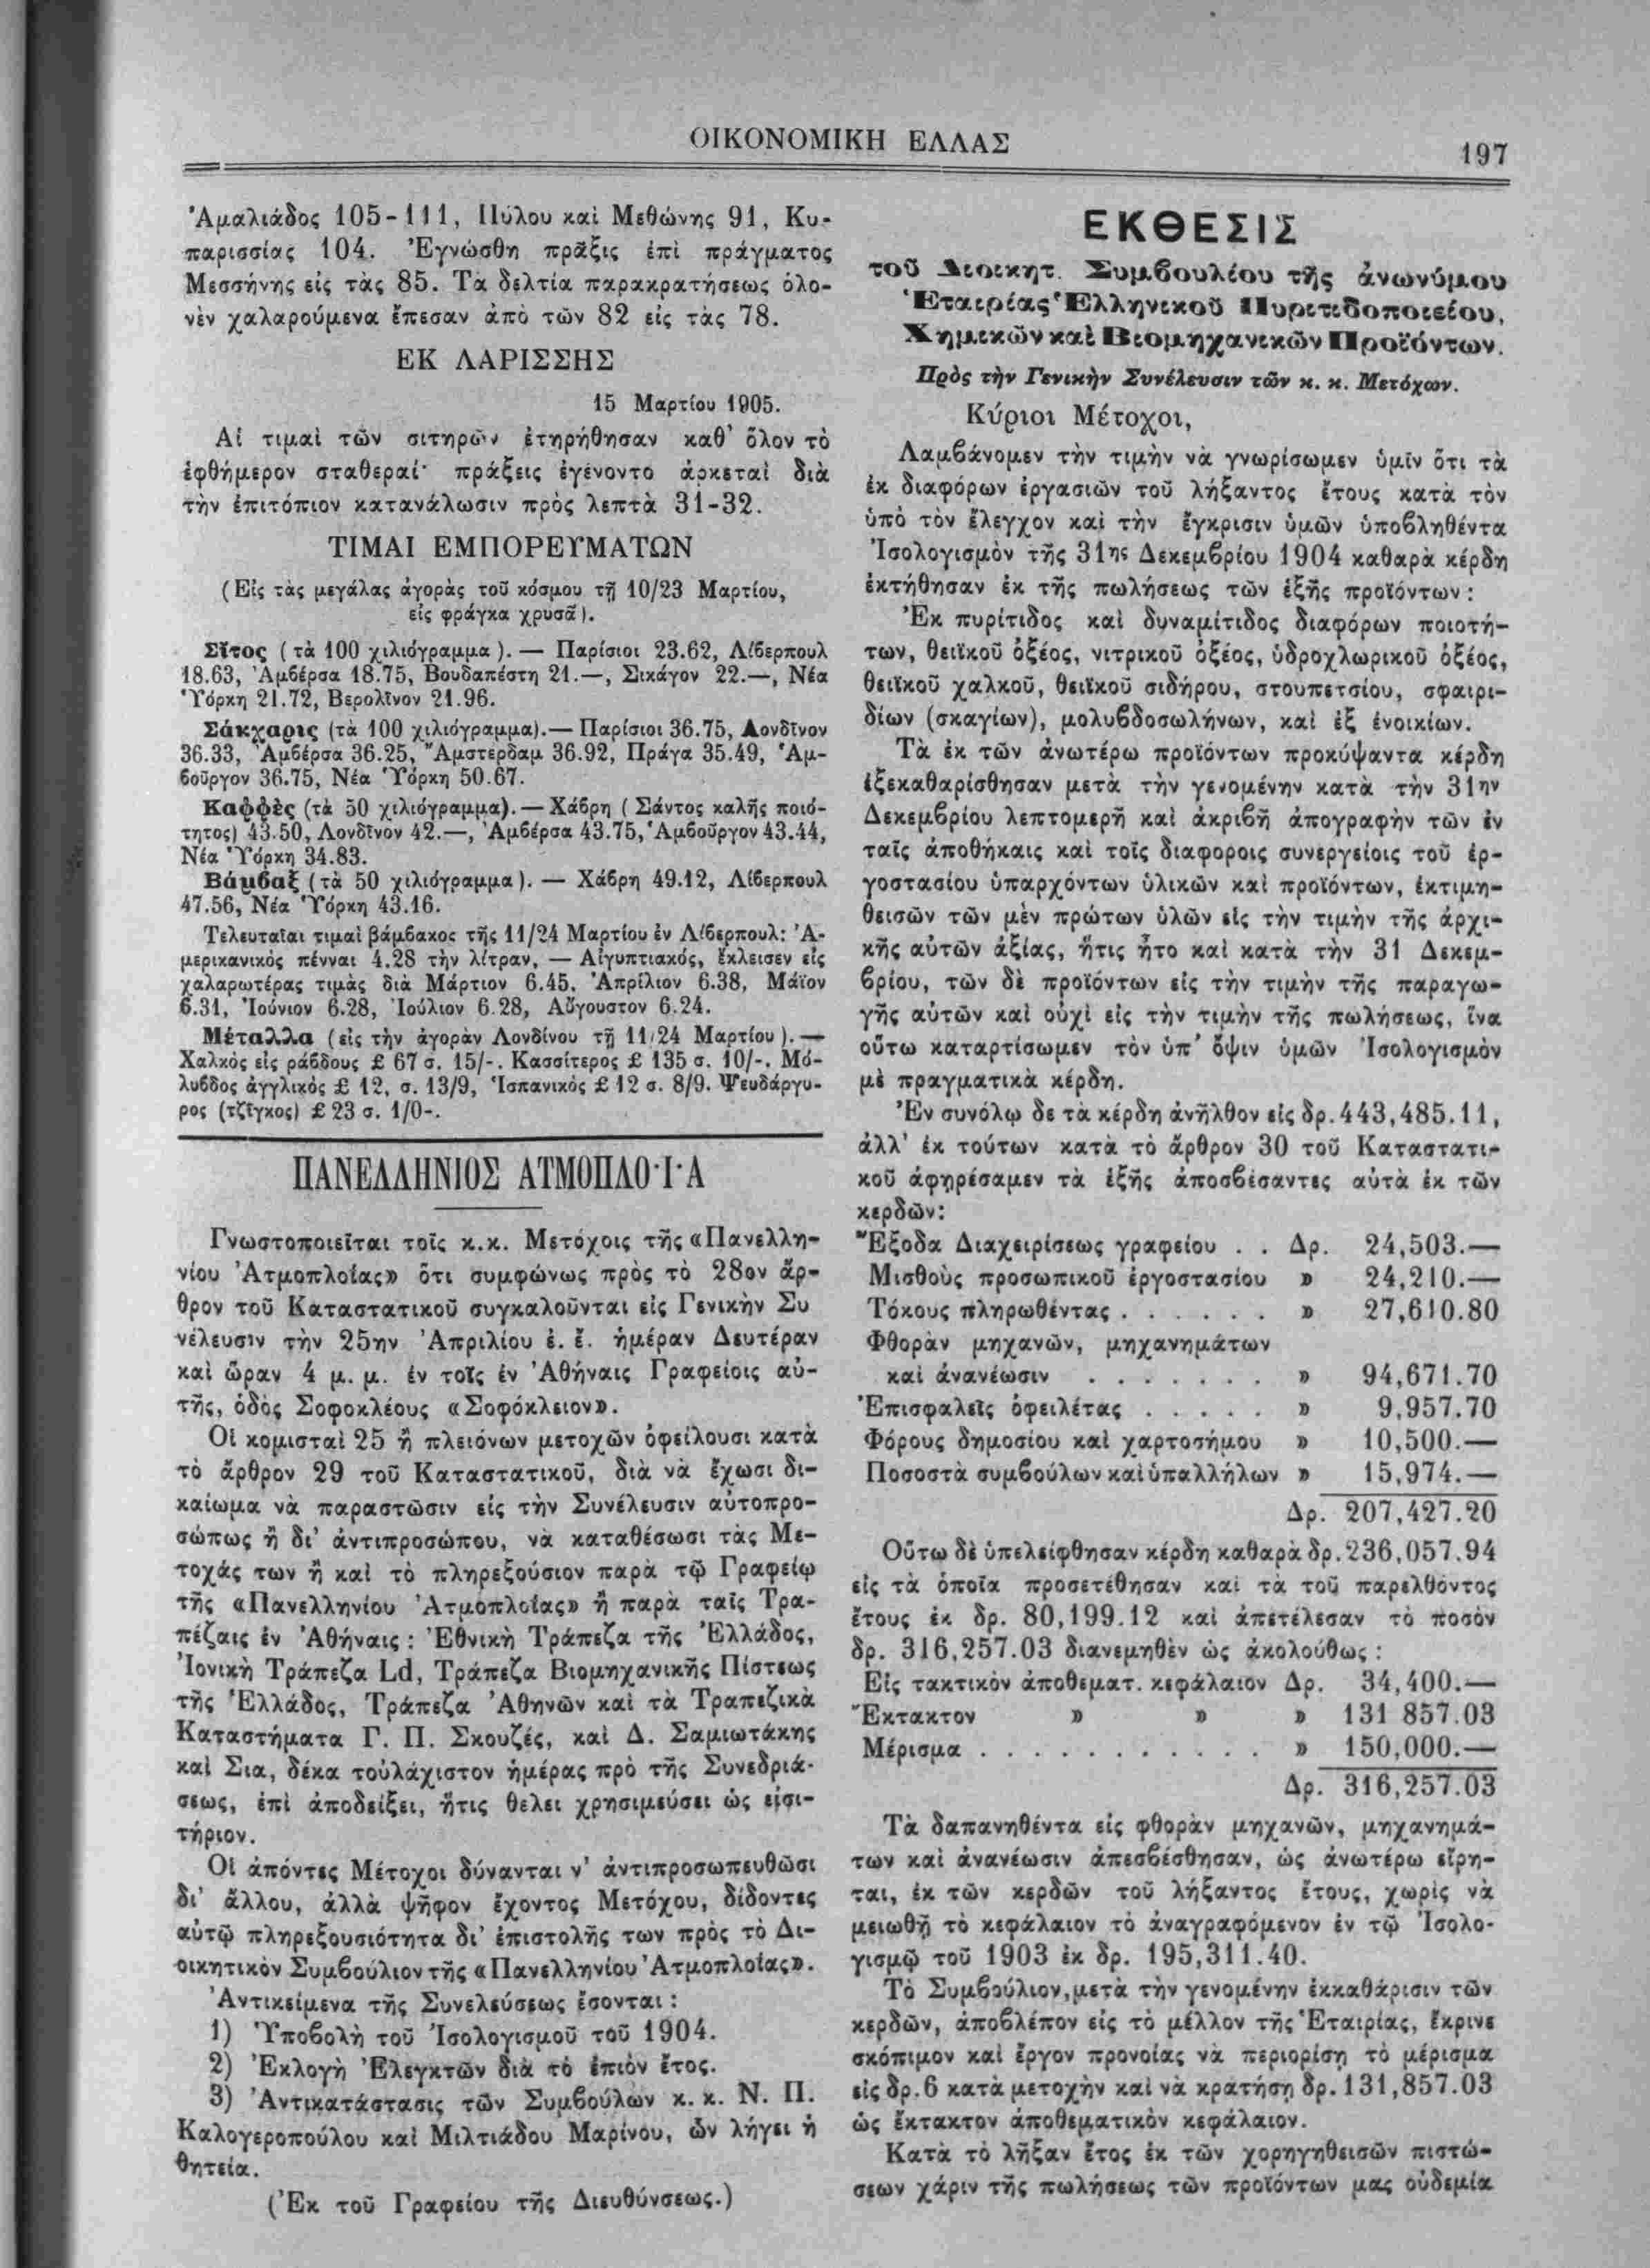 ΟΙΚΟΝΟΜΙΚΗ ΕΛΛΑΣ
197
Ἀμαλιάδος 105-111, Πύλου καὶ Μεθώνης 91, Κυ-
παρισσίας 104. Ἐγνώσθη πρᾶξις ἐπὶ πράγματος
Μεσσήνης εἰς τὰς 85. Τὰ δελτία παρακρατήσεως ὁλο-
νὲν χαλαρούμενα ἔπεσαν ἀπὸ τῶν 82 εἰς τὰς 78.
ΕΚ ΛΑΡΙΣΣΗΣ
15 Μαρτίου 1905.
Αἱ τιμαὶ τῶν σιτηρῶν ἐτηρήθησαν καθ' ὅλον τὸ
ἑφθήμερον σταθεραί· πράξεις ἐγένοντο ἀρκεταὶ διὰ
τὴν ἐπιτόπιον κατανάλωσιν πρὸς λεπτὰ 31-32.
ΤΙΜΑΙ ΕΜΠΟΡΕΥΜΑΤΩΝ
(Εἰς τὰς μεγάλας ἀγορὰς τοῦ κόσμου τῇ 10/23 Μαρτίου,
εἰς φράγκα χρυσᾶ).
Σῖτος (τὰ 100 χιλιόγραμμα). — Παρίσιοι 23.62, Λίβερπουλ
18.63, Ἀμβέρσα 18.75, Βουδαπέστη 21.—, Σικάγον 22.—, Νέα
Ὑόρκη 21.72, Βερολῖνον 21.96.
Σάκχαρις (τὰ 100 χιλιόγραμμα).— Παρίσιοι 36.75, Λονδῖνον
36.33, Ἀμβέρσα 36.25, Ἄμστερδαμ 36.92, Πράγα 35.49, Ἀμ-
βοῦργον 36.75, Νέα Ὑόρκη 50.67.
Καφφὲς (τὰ 50 χιλιόγραμμα).— Χάβρη (Σάντος καλῆς ποιό-
τητος) 43.50, Λονδῖνον 42.—, Ἀμβέρσα 43.75, Ἀμβοῦργον 43.44,
Νέα Ὑόρκη 34.83.
Βάμβαξ (τὰ 50 χιλιόγραμμα). — Χάβρη 49.12, Λίβερπουλ
47.56, Νέα Ὑόρκη 43.16.
Τελευταῖαι τιμαὶ βάμβακος τῆς 11/24 Μαρτίου ἐν Λίβερπουλ: Ἀ-
μερικανικὸς πένναι 4.28 τὴν λίτραν, — Αἰγυπτιακός, ἔκλεισεν εἰς
χαλαρωτέρας τιμὰς διὰ Μάρτιον 6.45, Ἀπρίλιον 6.38, Μάϊον
6.31, Ἰούνιον 6.28, Ἰούλιον 6.28, Αὔγουστον 6.24.
Μέταλλα (εἰς τὴν ἀγορὰν Λονδίνου τῇ 11/24 Μαρτίου).—
Χαλκὸς εἰς ράβδους £ 67 σ. 15/-. Κασσίτερος £ 135 σ. 10/-. Μό-
λυβδος ἀγγλικὸς £ 12, σ. 13/9, Ἰσπανικὸς £ 12 σ. 8/9. Ψευδάργυ-
ρος (τζῖγκος) £ 23 σ. 1/0-.
ΠΑΝΕΛΛΗΝΙΟΣ ΑΤΜΟΠΛΟ·Ι·Α
Γνωστοποιεῖται τοῖς κ.κ. Μετόχοις τῆς «Πανελλη-
νίου Ἀτμοπλοΐας» ὅτι συμφώνως πρὸς τὸ 28ον ἄρ-
θρον τοῦ Καταστατικοῦ συγκαλοῦνται εἰς Γενικὴν Συ
νέλευσιν τὴν 25ην Ἀπριλίου ἐ. ἔ. ἡμέραν Δευτέραν
καὶ ὥραν 4 μ. μ. ἐν τοῖς ἐν Ἀθήναις Γραφείοις αὐ-
τῆς, ὁδὸς Σοφοκλέους «Σοφόκλειον».
Οἱ κομισταὶ 25 ἢ πλειόνων μετοχῶν ὀφείλουσι κατὰ
τὸ ἄρθρον 29 τοῦ Καταστατικοῦ, διὰ νὰ ἔχωσι δι-
καίωμα νὰ παραστῶσιν εἰς τὴν Συνέλευσιν αὐτοπρο-
σώπως ἢ δι' ἀντιπροσώπου, νὰ καταθέσωσι τὰς Με-
τοχάς των ἢ καὶ τὸ πληρεξούσιον παρὰ τῷ Γραφείῳ
τῆς «Πανελληνίου Ἀτμοπλοΐας» ἢ παρὰ ταῖς Τρα-
πέζαις ἐν Ἀθήναις : Ἐθνικὴ Τράπεζα τῆς Ἑλλάδος,
Ἰονικὴ Τράπεζα Ld, Τράπεζα Βιομηχανικῆς Πίστεως
τῆς Ἑλλάδος, Τράπεζα Ἀθηνῶν καὶ τὰ Τραπεζικὰ
Καταστήματα Γ. Π. Σκουζές, καὶ Δ. Σαμιωτάκης
καὶ Σια, δέκα τοὐλάχιστον ἡμέρας πρὸ τῆς Συνεδριά-
σεως, ἐπὶ ἀποδείξει, ἥτις θέλει χρησιμεύσει ὡς εἰσι-
τήριον.
Οἱ ἀπόντες Μέτοχοι δύνανται ν' ἀντιπροσωπευθῶσι
δι' ἄλλου, ἀλλὰ ψῆφον ἔχοντος Μετόχου, δίδοντες
αὐτῷ πληρεξουσιότητα δι' ἐπιστολῆς των πρὸς τὸ Δι-
οικητικὸν Συμβούλιον τῆς «Πανελληνίου Ἀτμοπλοΐας».
Ἀντικείμενα τῆς Συνελεύσεως ἔσονται :
1) Ὑποβολὴ τοῦ Ἰσολογισμοῦ τοῦ 1904.
2) Ἐκλογὴ Ἐλεγκτῶν διὰ τὸ ἐπιὸν ἔτος.
3) Ἀντικατάστασις τῶν Συμβούλων κ. κ. Ν. Π.
Καλογεροπούλου καὶ Μιλτιάδου Μαρίνου, ὧν λήγει ἡ
θητεία.
(Ἐκ τοῦ Γραφείου τῆς Διευθύνσεως.)
ΕΚΘΕΣΙΣ
τοῦ Διοικητ. Συμβουλίου τῆς ἀνωνύμου
Ἑταιρίας Ἑλληνικοῦ Πυριτιδοποιείου,
Χημικῶν καὶ Βιομηχανικῶν Προϊόντων.
Πρὸς τὴν Γενικὴν Συνέλευσιν τῶν κ. κ. Μετόχων.
Κύριοι Μέτοχοι,
Λαμβάνομεν τὴν τιμὴν νὰ γνωρίσωμεν ὑμῖν ὅτι τὰ
ἐκ διαφόρων ἐργασιῶν τοῦ λήξαντος ἔτους κατὰ τὸν
ὑπὸ τὸν ἔλεγχον καὶ τὴν ἔγκρισιν ὑμῶν ὑποβληθέντα
Ἰσολογισμὸν τῆς 31ης Δεκεμβρίου 1904 καθαρὰ κέρδη
ἐκτήθησαν ἐκ τῆς πωλήσεως τῶν ἑξῆς προϊόντων :
Ἐκ πυρίτιδος καὶ δυναμίτιδος διαφόρων ποιοτή-
των, θειϊκοῦ ὀξέος, νιτρικοῦ ὀξέος, ὑδροχλωρικοῦ ὀξέος,
θειϊκοῦ χαλκοῦ, θειϊκοῦ σιδήρου, στουπετσίου, σφαιρι-
δίων (σκαγίων), μολυβδοσωλήνων, καὶ ἐξ ἐνοικίων.
Τὰ ἐκ τῶν ἀνωτέρω προϊόντων προκύψαντα κέρδη
ἐξεκαθαρίσθησαν μετὰ τὴν γενομένην κατὰ τὴν 31ην
Δεκεμβρίου λεπτομερῆ καὶ ἀκριβῆ ἀπογραφὴν τῶν ἐν
ταῖς ἀποθήκαις καὶ τοῖς διαφοροις συνεργείοις τοῦ ἐρ-
γοστασίου ὑπαρχόντων ὑλικῶν καὶ προϊόντων, ἐκτιμη-
θεισῶν τῶν μὲν πρώτων ὑλῶν εἰς τὴν τιμὴν τῆς ἀρχι-
κῆς αὐτῶν ἀξίας, ἥτις ἦτο καὶ κατὰ τὴν 31 Δεκεμ-
βρίου, τῶν δὲ προϊόντων εἰς τὴν τιμὴν τῆς παραγω-
γῆς αὐτῶν καὶ οὐχὶ εἰς τὴν τιμὴν τῆς πωλήσεως, ἵνα
οὕτω καταρτίσωμεν τὸν ὑπ' ὄψιν ὑμῶν Ἰσολογισμὸν
μὲ πραγματικὰ κέρδη.
Ἐν συνόλῳ δε τὰ κέρδη ἀνῆλθον εἰς δρ.443,485.11,
ἀλλ' ἐκ τούτων κατὰ τὸ ἄρθρον 30 τοῦ Καταστατι-
κοῦ ἀφῃρέσαμεν τὰ ἑξῆς ἀποσβέσαντες αὐτὰ ἐκ τῶν
κερδῶν:
Ἔξοδα Διαχειρίσεως γραφείου . . Δρ. 24,503.—
Μισθοὺς προσωπικοῦ ἐργοστασίου » 24,210.—
Τόκους πληρωθέντας . . . . . . » 27,610.80
Φθορὰν μηχανῶν, μηχανημάτων
καὶ ἀνανέωσιν . . . . . . . » 94,671.70
Ἐπισφαλεῖς ὀφειλέτας . . . . . » 9,957.70
Φόρους δημοσίου καὶ χαρτοσήμου » 10,500.—
Ποσοστὰ συμβούλων καὶ ὑπαλλήλων » 15,974.—
Δρ. 207,427.20
Οὕτω δὲ ὑπελείφθησαν κέρδη καθαρὰ δρ.236,057.94
εἰς τὰ ὁποῖα προσετέθησαν καὶ τὰ τοῦ παρελθόντος
ἔτους ἐκ δρ. 80,199.12 καὶ ἀπετέλεσαν τὸ ποσὸν
δρ. 316,257.03 διανεμηθὲν ὡς ἀκολούθως :
Εἰς τακτικὸν ἀποθεματ. κεφάλαιον Δρ. 34,400.—
Ἔκτακτον » » » 131 857.03
Μέρισμα . . . . . . . . . . . » 150,000.—
Δρ. 316,257.03
Τὰ δαπανηθέντα εἰς φθορὰν μηχανῶν, μηχανημά-
των καὶ ἀνανέωσιν ἀπεσβέσθησαν, ὡς ἀνωτέρω εἴρη-
ται, ἐκ τῶν κερδῶν τοῦ λήξαντος ἔτους, χωρὶς νὰ
μειωθῇ τὸ κεφάλαιον τὸ ἀναγραφόμενον ἐν τῷ Ἰσολο-
γισμῷ τοῦ 1903 ἐκ δρ. 195,311.40.
Τὸ Συμβούλιον,μετὰ τὴν γενομένην ἐκκαθάρισιν τῶν
κερδῶν, ἀποβλέπον εἰς τὸ μέλλον τῆς Ἑταιρίας, ἔκρινε
σκόπιμον καὶ ἔργον προνοίας νὰ περιορίσῃ τὸ μέρισμα
εἰς δρ.6 κατὰ μετοχὴν καὶ νὰ κρατήσῃ δρ.131,857.03
ὡς ἔκτακτον ἀποθεματικὸν κεφάλαιον.
Κατὰ τὸ λῆξαν ἔτος ἐκ τῶν χορηγηθεισῶν πιστώ-
σεων χάριν τῆς πωλήσεως τῶν προϊόντων μας οὐδεμία